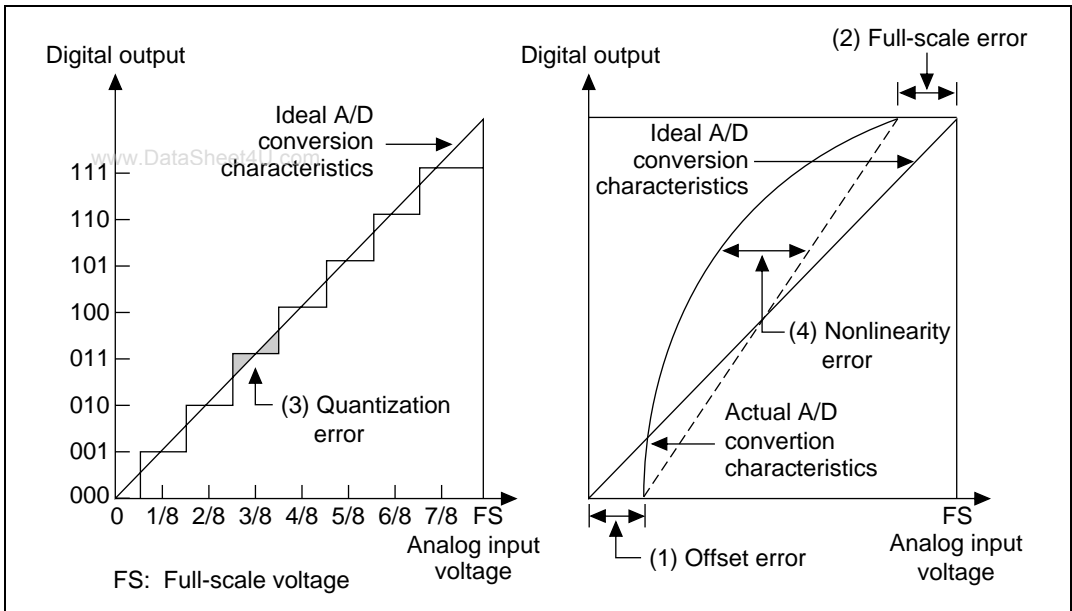 Digital output
Ideal A/D
conversion
characteristics
www.DataSheet4U.com
111
110
101
100
011
010
001
000
(3) Quantization
error
0 1/8 2/8 3/8 4/8 5/8 6/8 7/8 FS
Analog input
voltage
FS: Full-scale voltage
(2) Full-scale error
Digital output
Ideal A/D
conversion
characteristics
(4) Nonlinearity
error
Actual A/D
convertion
characteristics
FS
(1) Offset error
Analog input
voltage